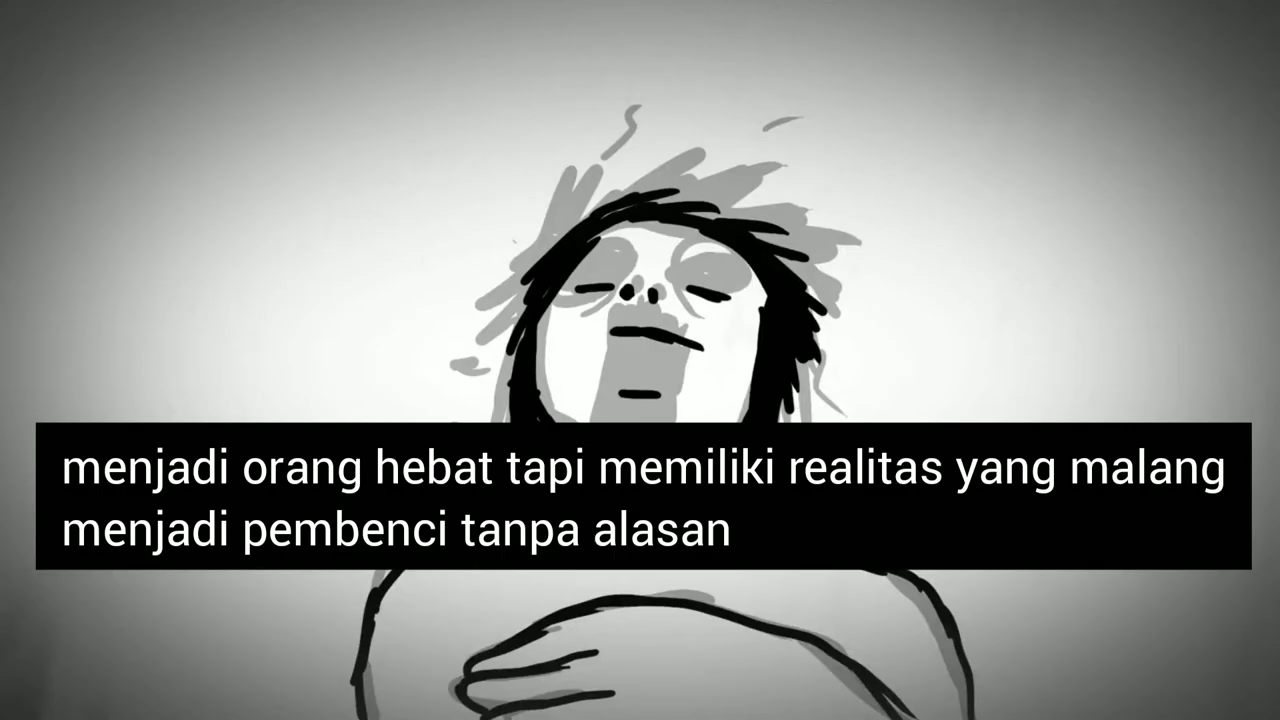 menjadi orang hebat tapi memiliki realitas yang malang
menjadi pembenci tanpa alasan